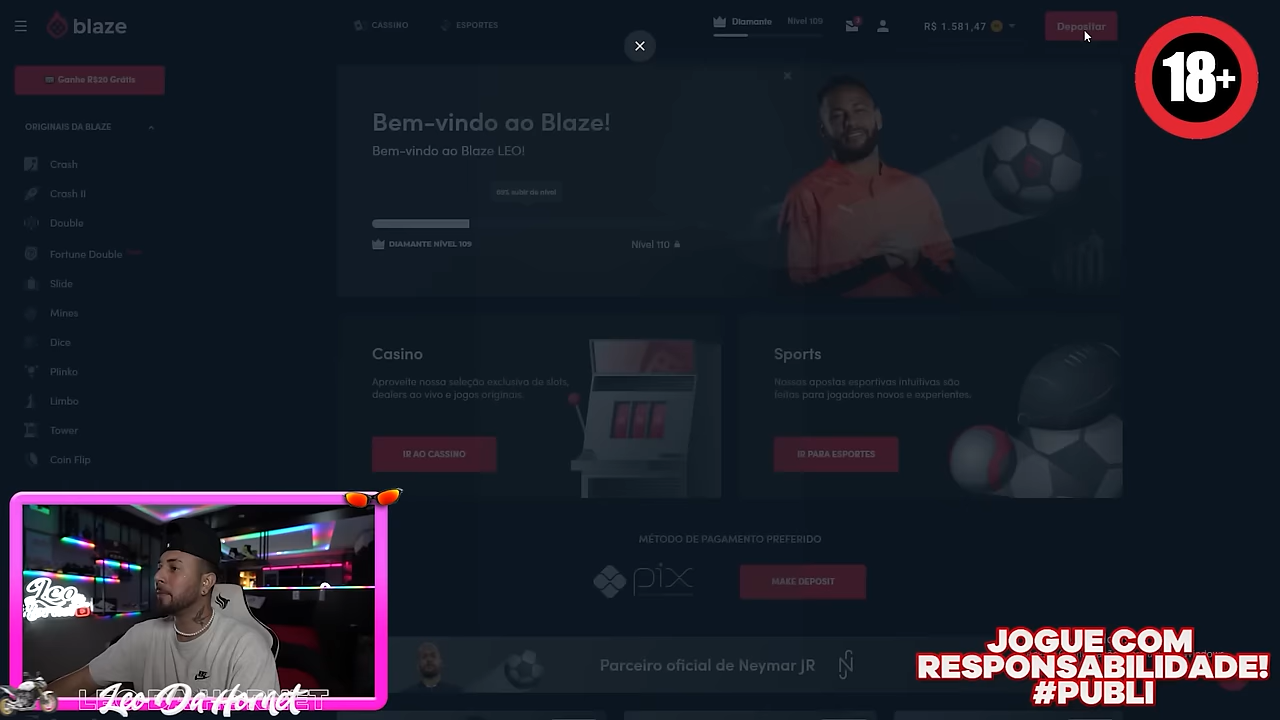 blaze
CASSINO
ESPORTES
Diamante
Nível 109
3
R$ 1.581,47
Depositar
18+
Ganhe R$20 Grátis
ORIGINAIS DA BLAZE
Crash
Crash II
Double
Fortune Double
Slide
Mines
Dice
Plinko
Limbo
Tower
Coin Flip
Bem-vindo ao Blaze!
Bem-vindo ao Blaze LEO!
DIAMANTE NÍVEL 109
Nível 110
Casino
Aproveite nossa seleção exclusiva de slots,
dealers ao vivo e jogos originais.
IR AO CASSINO
Sports
Nossas apostas esportivas intuitivas são
feitas para jogadores novos e experientes.
IR PARA ESPORTES
MÉTODO DE PAGAMENTO PREFERIDO
pix
MAKE DEPOSIT
Parceiro oficial de Neymar JR
JOGUE COM
RESPONSABILIDADE!
#PUBLI
Leo Da Hornet